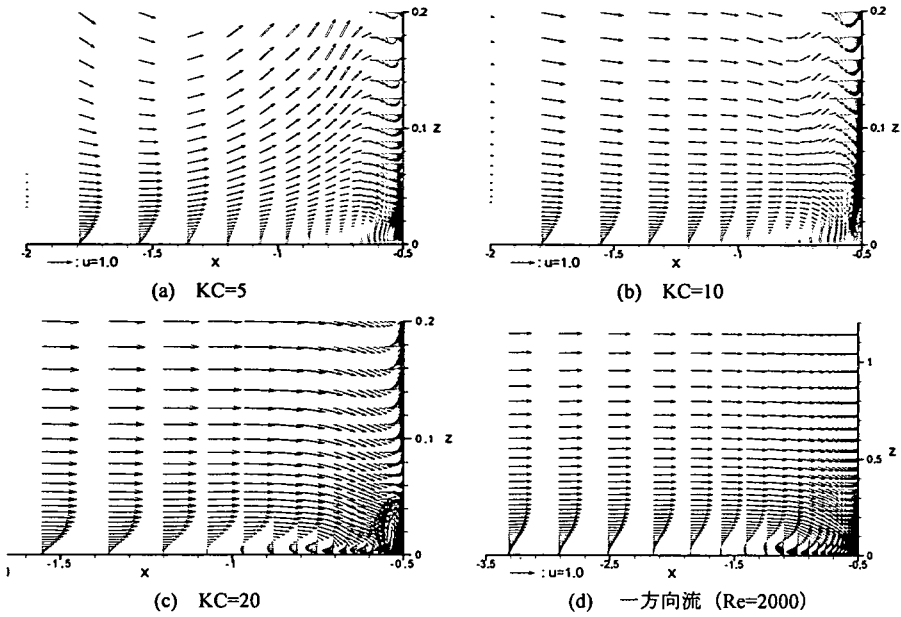 0.2
0.1 Z
0
-2 -1.5 -1 -0.5
: u=1.0 X
(a) KC=5
0.2
0.1 Z
0
-2 -1.5 -1 -0.5
: u=1.0 X
(b) KC=10
0.2
0.1 Z
0
-1.5 -1 -0.5
) X
(c) KC=20
1
0.5 Z
0
-3.5 -2.5 -1.5 -0.5
: u=1.0 X
(d) 一方向流 (Re=2000)